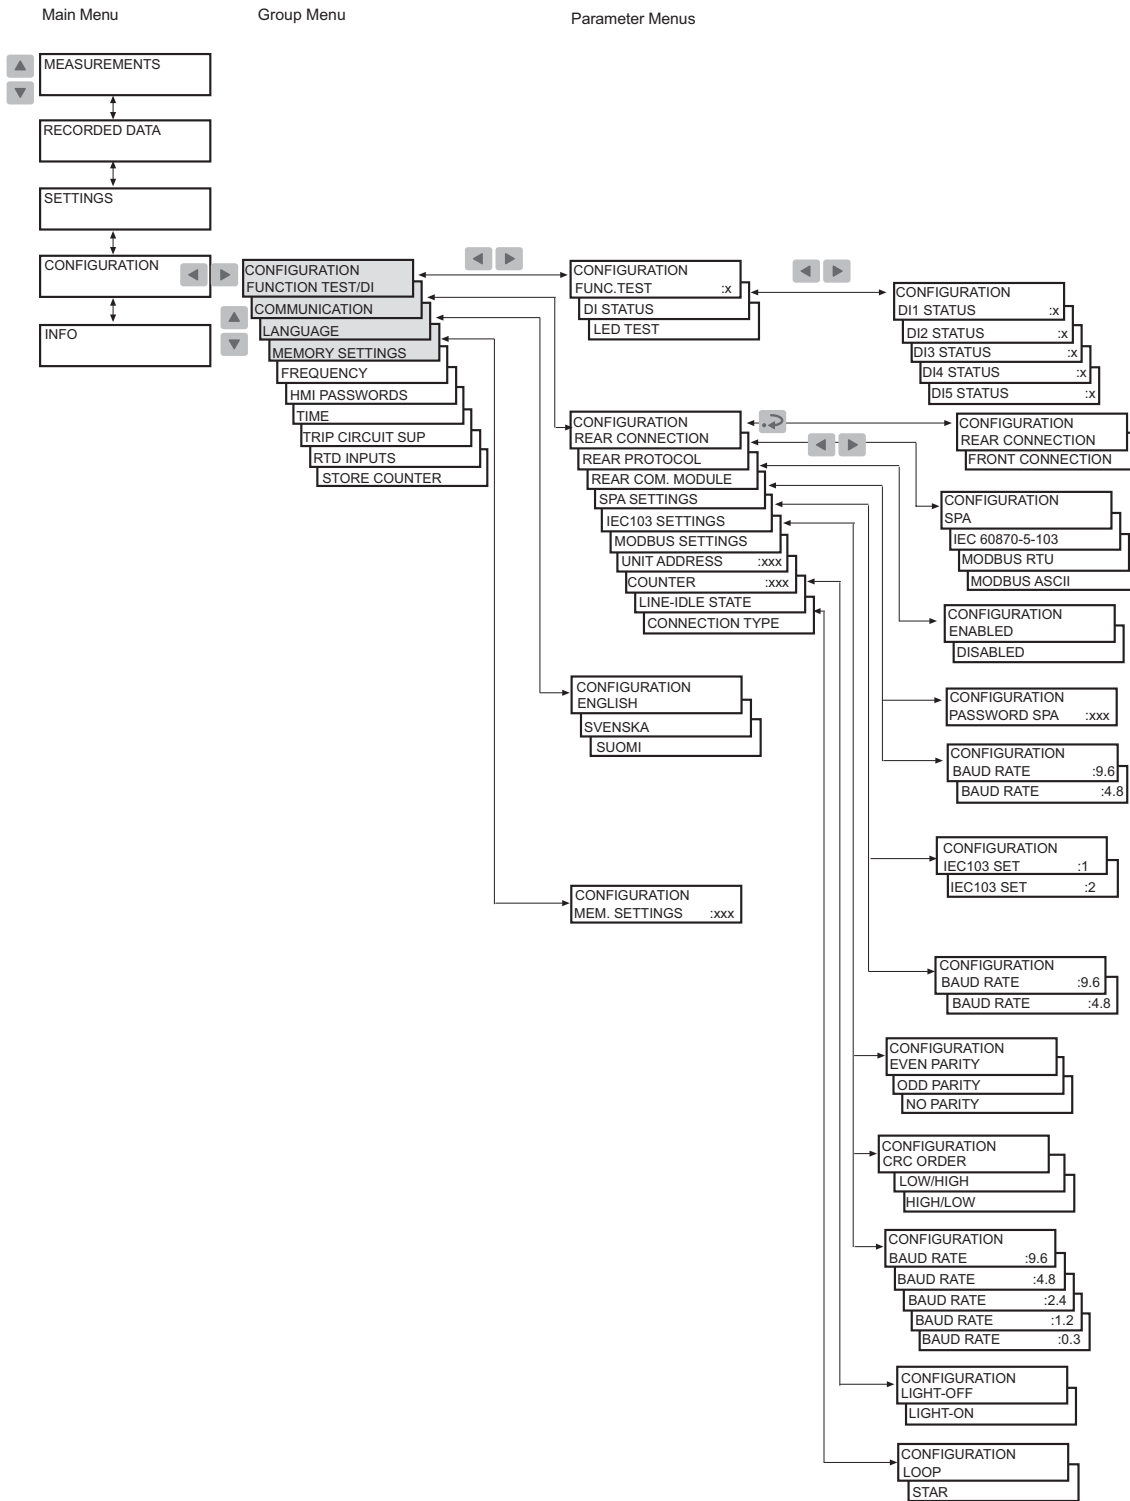 Main Menu
Group Menu
Parameter Menus
MEASUREMENTS
RECORDED DATA
SETTINGS
CONFIGURATION
INFO
CONFIGURATION
FUNCTION TEST/DI
COMMUNICATION
LANGUAGE
MEMORY SETTINGS
FREQUENCY
HMI PASSWORDS
TIME
TRIP CIRCUIT SUP
RTD INPUTS
STORE COUNTER
CONFIGURATION
FUNC.TEST :x
DI STATUS
LED TEST
CONFIGURATION
DI1 STATUS :x
DI2 STATUS :x
DI3 STATUS :x
DI4 STATUS :x
DI5 STATUS :x
CONFIGURATION
REAR CONNECTION
REAR PROTOCOL
REAR COM. MODULE
SPA SETTINGS
IEC103 SETTINGS
MODBUS SETTINGS
UNIT ADDRESS :xxx
COUNTER :xxx
LINE-IDLE STATE
CONNECTION TYPE
CONFIGURATION
REAR CONNECTION
FRONT CONNECTION
CONFIGURATION
SPA
IEC 60870-5-103
MODBUS RTU
MODBUS ASCII
CONFIGURATION
ENABLED
DISABLED
CONFIGURATION
ENGLISH
SVENSKA
SUOMI
CONFIGURATION
PASSWORD SPA :xxx
CONFIGURATION
BAUD RATE :9.6
BAUD RATE :4.8
CONFIGURATION
IEC103 SET :1
IEC103 SET :2
CONFIGURATION
MEM. SETTINGS :xxx
CONFIGURATION
BAUD RATE :9.6
BAUD RATE :4.8
CONFIGURATION
EVEN PARITY
ODD PARITY
NO PARITY
CONFIGURATION
CRC ORDER
LOW/HIGH
HIGH/LOW
CONFIGURATION
BAUD RATE :9.6
BAUD RATE :4.8
BAUD RATE :2.4
BAUD RATE :1.2
BAUD RATE :0.3
CONFIGURATION
LIGHT-OFF
LIGHT-ON
CONFIGURATION
LOOP
STAR